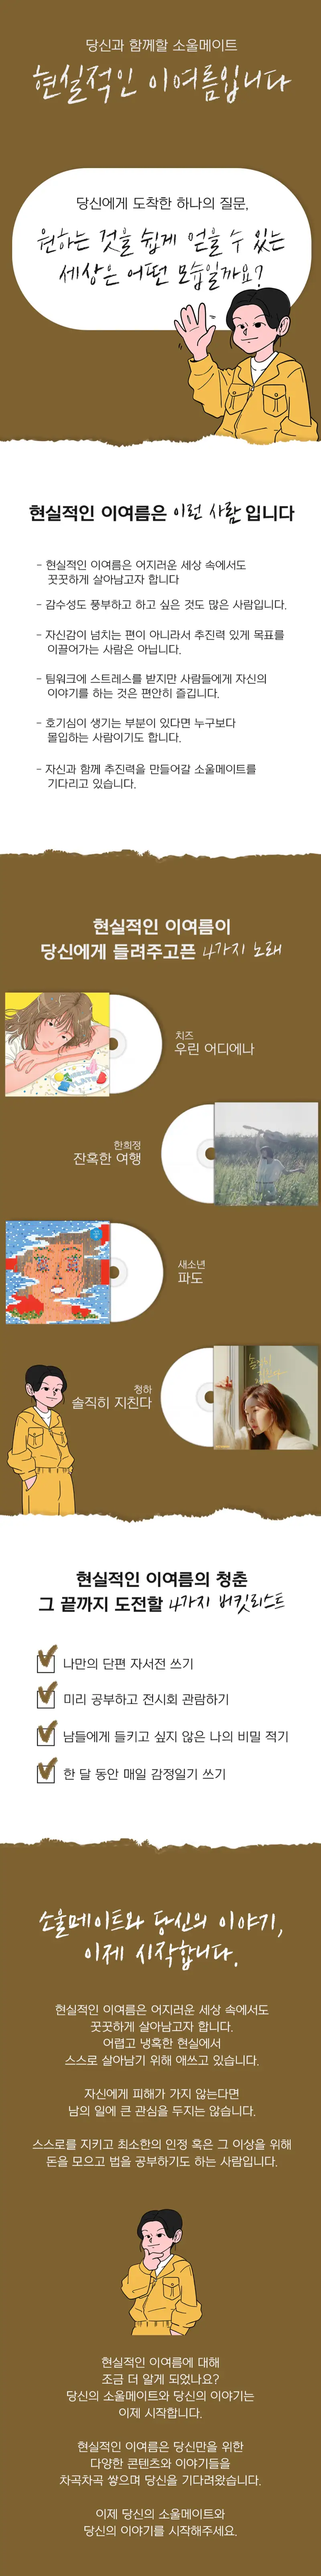 당신과 함께할 소울메이트
현실적인 이여름입니다
당신에게 도착한 하나의 질문,
원하는 것을 쉽게 얻을 수 있는
세상은 어떤 모습일까요?
현실적인 이여름은 이런 사람 입니다
- 현실적인 이여름은 어지러운 세상 속에서도
꿋꿋하게 살아남고자 합니다
- 감수성도 풍부하고 하고 싶은 것도 많은 사람입니다.
- 자신감이 넘치는 편이 아니라서 추진력 있게 목표를
이끌어가는 사람은 아닙니다.
- 팀워크에 스트레스를 받지만 사람들에게 자신의
이야기를 하는 것은 편안히 즐깁니다.
- 호기심이 생기는 부분이 있다면 누구보다
몰입하는 사람이기도 합니다.
- 자신과 함께 추진력을 만들어갈 소울메이트를
기다리고 있습니다.
현실적인 이여름이
당신에게 들려주고픈 4가지 노래
치즈
우린 어디에나
한희정
잔혹한 여행
새소년
파도
청하
솔직히 지친다
현실적인 이여름의 청춘
그 끝까지 도전할 4가지 버킷리스트
나만의 단편 자서전 쓰기
미리 공부하고 전시회 관람하기
남들에게 들키고 싶지 않은 나의 비밀 적기
한 달 동안 매일 감정일기 쓰기
소울메이트와 당신의 이야기,
이제 시작합니다.
현실적인 이여름은 어지러운 세상 속에서도
꿋꿋하게 살아남고자 합니다.
어렵고 냉혹한 현실에서
스스로 살아남기 위해 애쓰고 있습니다.
자신에게 피해가 가지 않는다면
남의 일에 큰 관심을 두지는 않습니다.
스스로를 지키고 최소한의 인정 혹은 그 이상을 위해
돈을 모으고 법을 공부하기도 하는 사람입니다.
현실적인 이여름에 대해
조금 더 알게 되었나요?
당신의 소울메이트와 당신의 이야기는
이제 시작합니다.
현실적인 이여름은 당신만을 위한
다양한 콘텐츠와 이야기들을
차곡차곡 쌓으며 당신을 기다려왔습니다.
이제 당신의 소울메이트와
당신의 이야기를 시작해주세요.